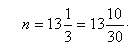 n = 13 1/3 = 13 10/30